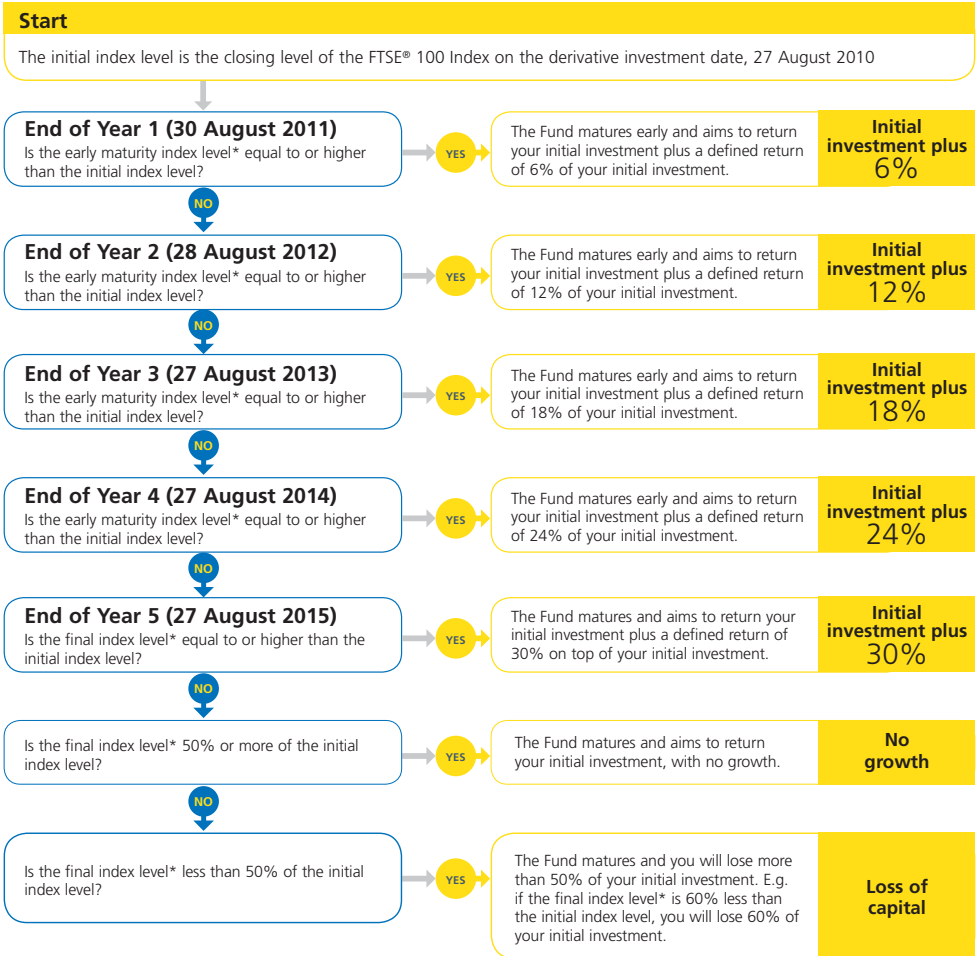 Start
The initial index level is the closing level of the FTSE® 100 Index on the derivative investment date, 27 August 2010
End of Year 1 (30 August 2011)
Is the early maturity index level* equal to or higher
than the initial index level?
YES
The Fund matures early and aims to return
your initial investment plus a defined return
of 6% of your initial investment.
Initial
investment plus
6%
NO
End of Year 2 (28 August 2012)
Is the early maturity index level* equal to or higher
than the initial index level?
YES
The Fund matures early and aims to return
your initial investment plus a defined return
of 12% of your initial investment.
Initial
investment plus
12%
NO
End of Year 3 (27 August 2013)
Is the early maturity index level* equal to or higher
than the initial index level?
YES
The Fund matures early and aims to return
your initial investment plus a defined return
of 18% of your initial investment.
Initial
investment plus
18%
NO
End of Year 4 (27 August 2014)
Is the early maturity index level* equal to or higher
than the initial index level?
YES
The Fund matures early and aims to return
your initial investment plus a defined return
of 24% of your initial investment.
Initial
investment plus
24%
NO
End of Year 5 (27 August 2015)
Is the final index level* equal to or higher than the
initial index level?
YES
The Fund matures and aims to return your
initial investment plus a defined return of
30% on top of your initial investment.
Initial
investment plus
30%
NO
Is the final index level* 50% or more of the initial
index level?
YES
The Fund matures and aims to return
your initial investment, with no growth.
No
growth
NO
Is the final index level* less than 50% of the initial
index level?
YES
The Fund matures and you will lose more
than 50% of your initial investment. E.g.
if the final index level* is 60% less than
the initial index level, you will lose 60% of
your initial investment.
Loss of
capital